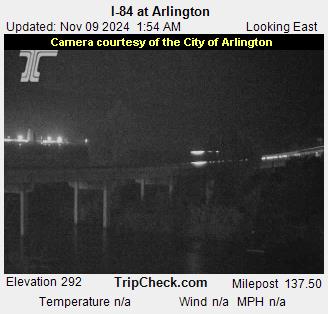 I-84 at Arlington
Updated: Nov 09 2024 1:54 AM Looking East
Camera courtesy of the City of Arlington
Elevation 292 TripCheck.com Milepost 137.50
Temperature n/a Wind n/a MPH n/a